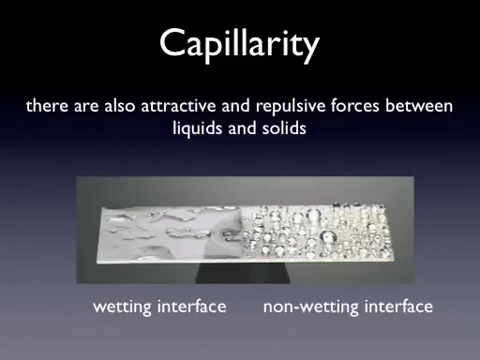 Capillarity
there are also attractive and repulsive forces between
liquids and solids
wetting interface
non-wetting interface